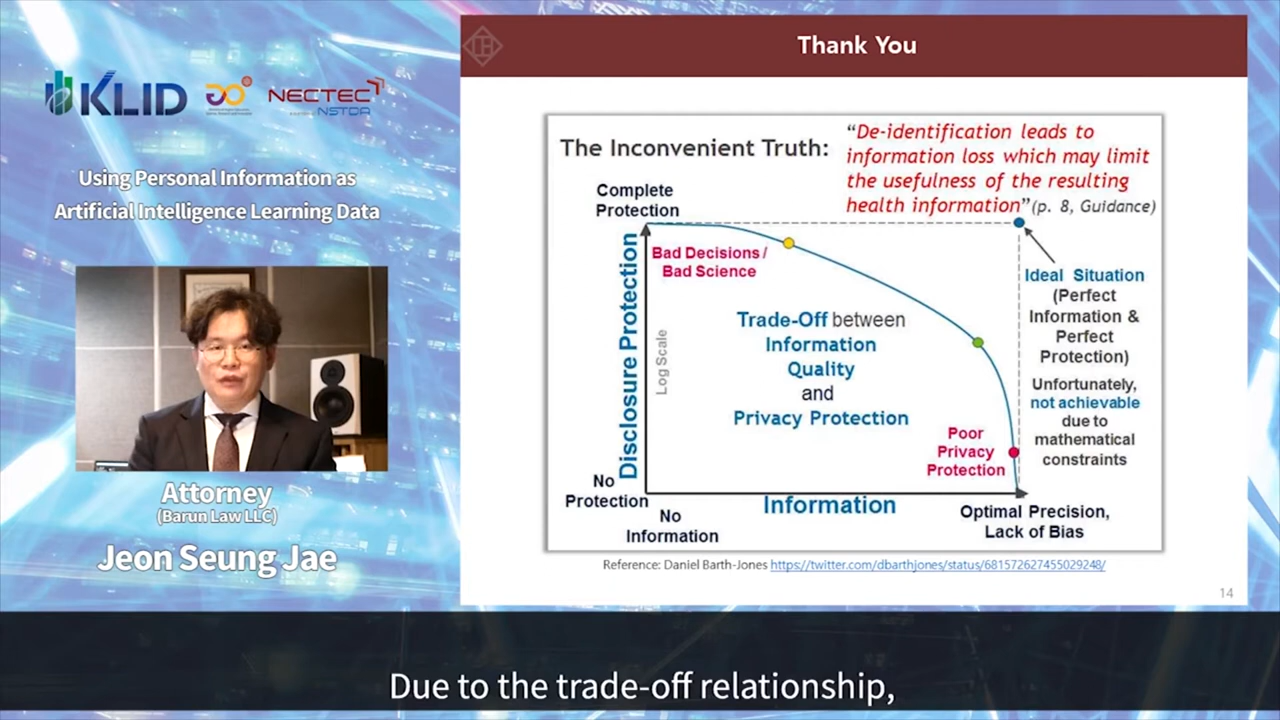 KLID
NECTEC
NSTDA
Using Personal Information as
Artificial Intelligence Learning Data
Attorney
(Barun Law LLC)
Jeon Seung Jae
Thank You
The Inconvenient Truth:
“De-identification leads to
information loss which may limit
the usefulness of the resulting
health information” (p. 8, Guidance)
Complete
Protection
Disclosure Protection
Log Scale
Bad Decisions /
Bad Science
Trade-Off between
Information
Quality
and
Privacy Protection
Ideal Situation
(Perfect
Information &
Perfect
Protection)
Unfortunately,
not achievable
due to
mathematical
constraints
Poor
Privacy
Protection
No
Protection
No
Information
Information
Optimal Precision,
Lack of Bias
Reference: Daniel Barth-Jones https://twitter.com/dbarthjones/status/681572627455029248/
14
Due to the trade-off relationship,